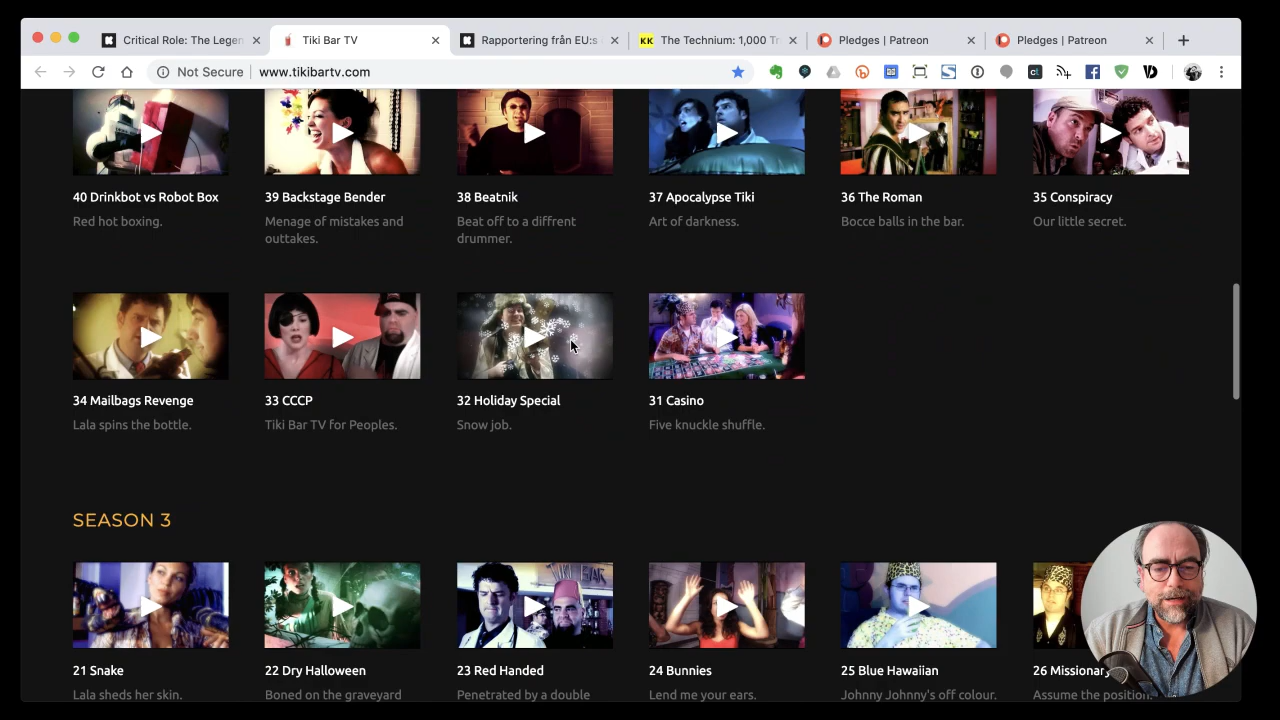 Critical Role: The Legen
Tiki Bar TV
Rapportering från EU:s
KK
The Technium: 1,000 Tr
Pledges | Patreon
Pledges | Patreon
Not Secure
www.tikibartv.com
40 Drinkbot vs Robot Box
Red hot boxing.
39 Backstage Bender
Menage of mistakes and
outtakes.
38 Beatnik
Beat off to a diffrent
drummer.
37 Apocalypse Tiki
Art of darkness.
36 The Roman
Bocce balls in the bar.
35 Conspiracy
Our little secret.
34 Mailbags Revenge
Lala spins the bottle.
33 CCCP
Tiki Bar TV for Peoples.
32 Holiday Special
Snow job.
31 Casino
Five knuckle shuffle.
SEASON 3
21 Snake
Lala sheds her skin.
22 Dry Halloween
Boned on the graveyard
23 Red Handed
Penetrated by a double
24 Bunnies
Lend me your ears.
25 Blue Hawaiian
Johnny Johnny's off colour.
26 Missionary
Assume the position.